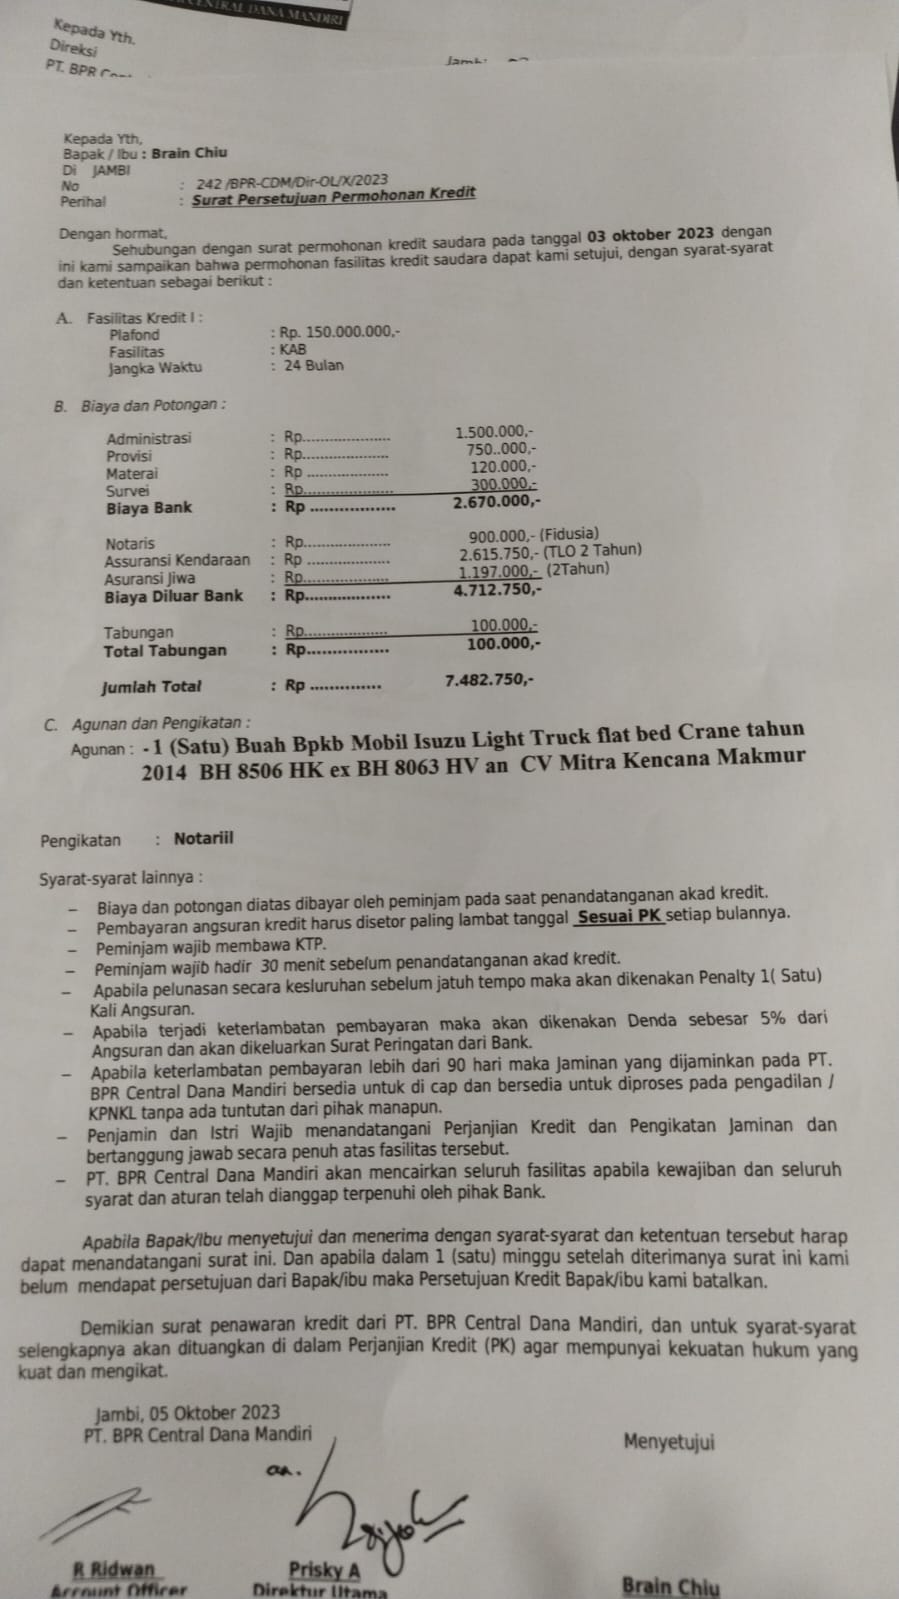 CENTRAL DANA MANDIRI
Kepada Yth.
Direksi
PT. BPR
Kepada Yth,
Bapak / Ibu : Brain Chiu
Di JAMBI
No : 242 /BPR-CDM/Dir-OL/X/2023
Perihal : Surat Persetujuan Permohonan Kredit
Dengan hormat,
Sehubungan dengan surat permohonan kredit saudara pada tanggal 03 oktober 2023 dengan
ini kami sampaikan bahwa permohonan fasilitas kredit saudara dapat kami setujui, dengan syarat-syarat
dan ketentuan sebagai berikut :
A. Fasilitas Kredit I :
Plafond : Rp. 150.000.000,-
Fasilitas : KAB
Jangka Waktu : 24 Bulan
B. Biaya dan Potongan :
Administrasi : Rp.................... 1.500.000,-
Provisi : Rp.................... 750..000,-
Materai : Rp ................... 120.000,-
Survei : Rp.................... 300.000,-
Biaya Bank : Rp ................. 2.670.000,-
Notaris : Rp.................... 900.000,- (Fidusia)
Assuransi Kendaraan : Rp ................... 2.615.750,- (TLO 2 Tahun)
Asuransi Jiwa : Rp.................... 1.197.000,- (2Tahun)
Biaya Diluar Bank : Rp................. 4.712.750,-
Tabungan : Rp.................... 100.000,-
Total Tabungan : Rp................. 100.000,-
Jumlah Total : Rp .............. 7.482.750,-
C. Agunan dan Pengikatan :
Agunan : - 1 (Satu) Buah Bpkb Mobil Isuzu Light Truck flat bed Crane tahun
2014 BH 8506 HK ex BH 8063 HV an CV Mitra Kencana Makmur
Pengikatan : Notariil
Syarat-syarat lainnya :
– Biaya dan potongan diatas dibayar oleh peminjam pada saat penandatanganan akad kredit.
– Pembayaran angsuran kredit harus disetor paling lambat tanggal Sesuai PK setiap bulannya.
– Peminjam wajib membawa KTP.
– Peminjam wajib hadir 30 menit sebelum penandatanganan akad kredit.
– Apabila pelunasan secara kesluruhan sebelum jatuh tempo maka akan dikenakan Penalty 1( Satu)
Kali Angsuran.
– Apabila terjadi keterlambatan pembayaran maka akan dikenakan Denda sebesar 5% dari
Angsuran dan akan dikeluarkan Surat Peringatan dari Bank.
– Apabila keterlambatan pembayaran lebih dari 90 hari maka Jaminan yang dijaminkan pada PT.
BPR Central Dana Mandiri bersedia untuk di cap dan bersedia untuk diproses pada pengadilan /
KPNKL tanpa ada tuntutan dari pihak manapun.
– Penjamin dan Istri Wajib menandatangani Perjanjian Kredit dan Pengikatan Jaminan dan
bertanggung jawab secara penuh atas fasilitas tersebut.
– PT. BPR Central Dana Mandiri akan mencairkan seluruh fasilitas apabila kewajiban dan seluruh
syarat dan aturan telah dianggap terpenuhi oleh pihak Bank.
Apabila Bapak/Ibu menyetujui dan menerima dengan syarat-syarat dan ketentuan tersebut harap
dapat menandatangani surat ini. Dan apabila dalam 1 (satu) minggu setelah diterimanya surat ini kami
belum mendapat persetujuan dari Bapak/ibu maka Persetujuan Kredit Bapak/ibu kami batalkan.
Demikian surat penawaran kredit dari PT. BPR Central Dana Mandiri, dan untuk syarat-syarat
selengkapnya akan dituangkan di dalam Perjanjian Kredit (PK) agar mempunyai kekuatan hukum yang
kuat dan mengikat.
Jambi, 05 Oktober 2023
PT. BPR Central Dana Mandiri Menyetujui
an.
R Ridwan Prisky A Brain Chiu
Account Officer Direktur Utama